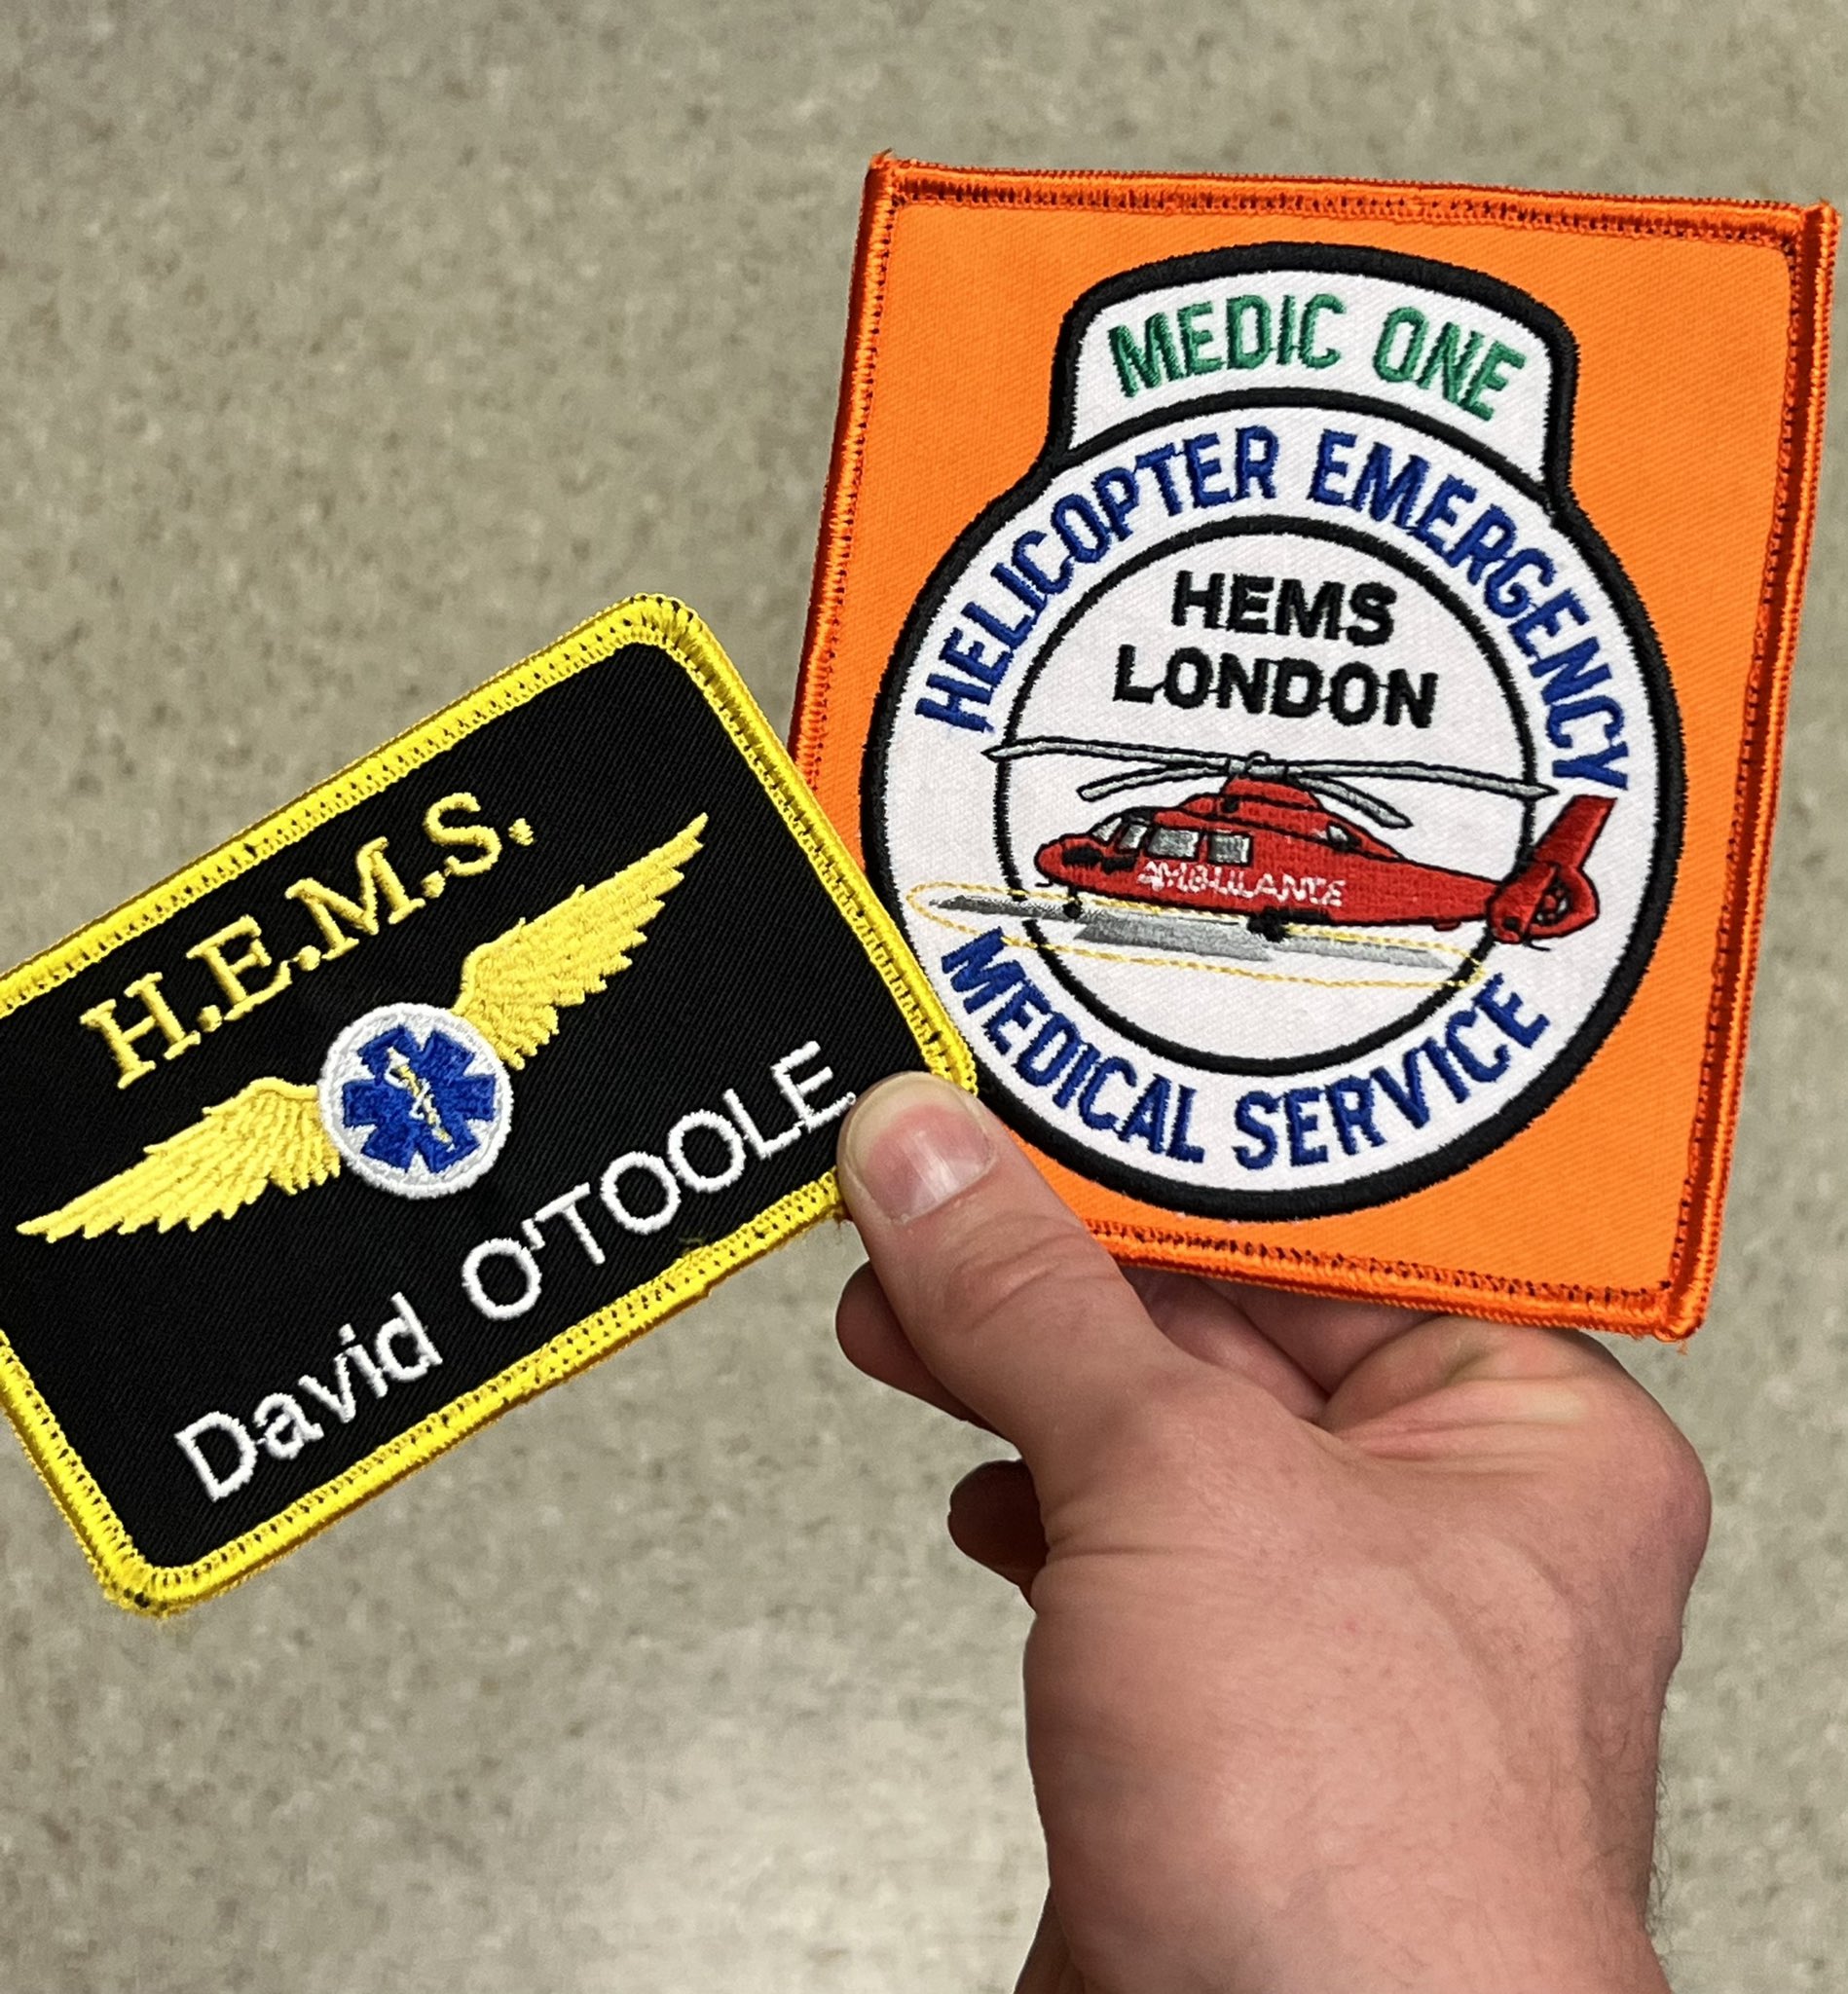 H.E.M.S.
David O'TOOLE
MEDIC ONE
HELICOPTER EMERGENCY
HEMS
LONDON
AMBULANCE
MEDICAL SERVICE